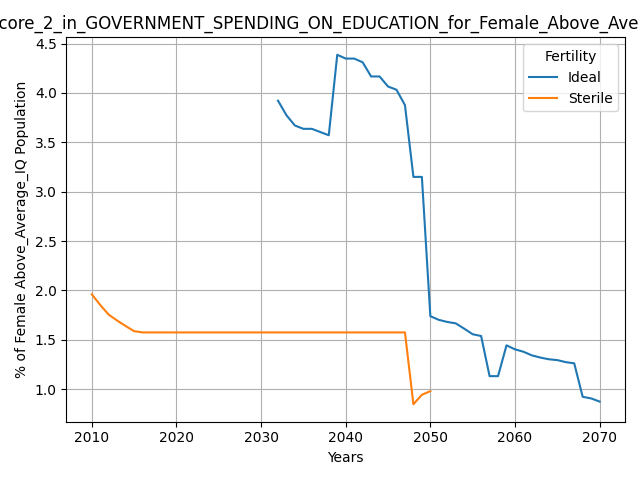 core_2_in_GOVERNMENT_SPENDING_ON_EDUCATION_for_Female_Above_Ave
4.5
4.0
3.5
3.0
2.5
2.0
1.5
1.0
% of Female Above_Average_IQ Population
Fertility
Ideal
Sterile
2010 2020 2030 2040 2050 2060 2070
Years